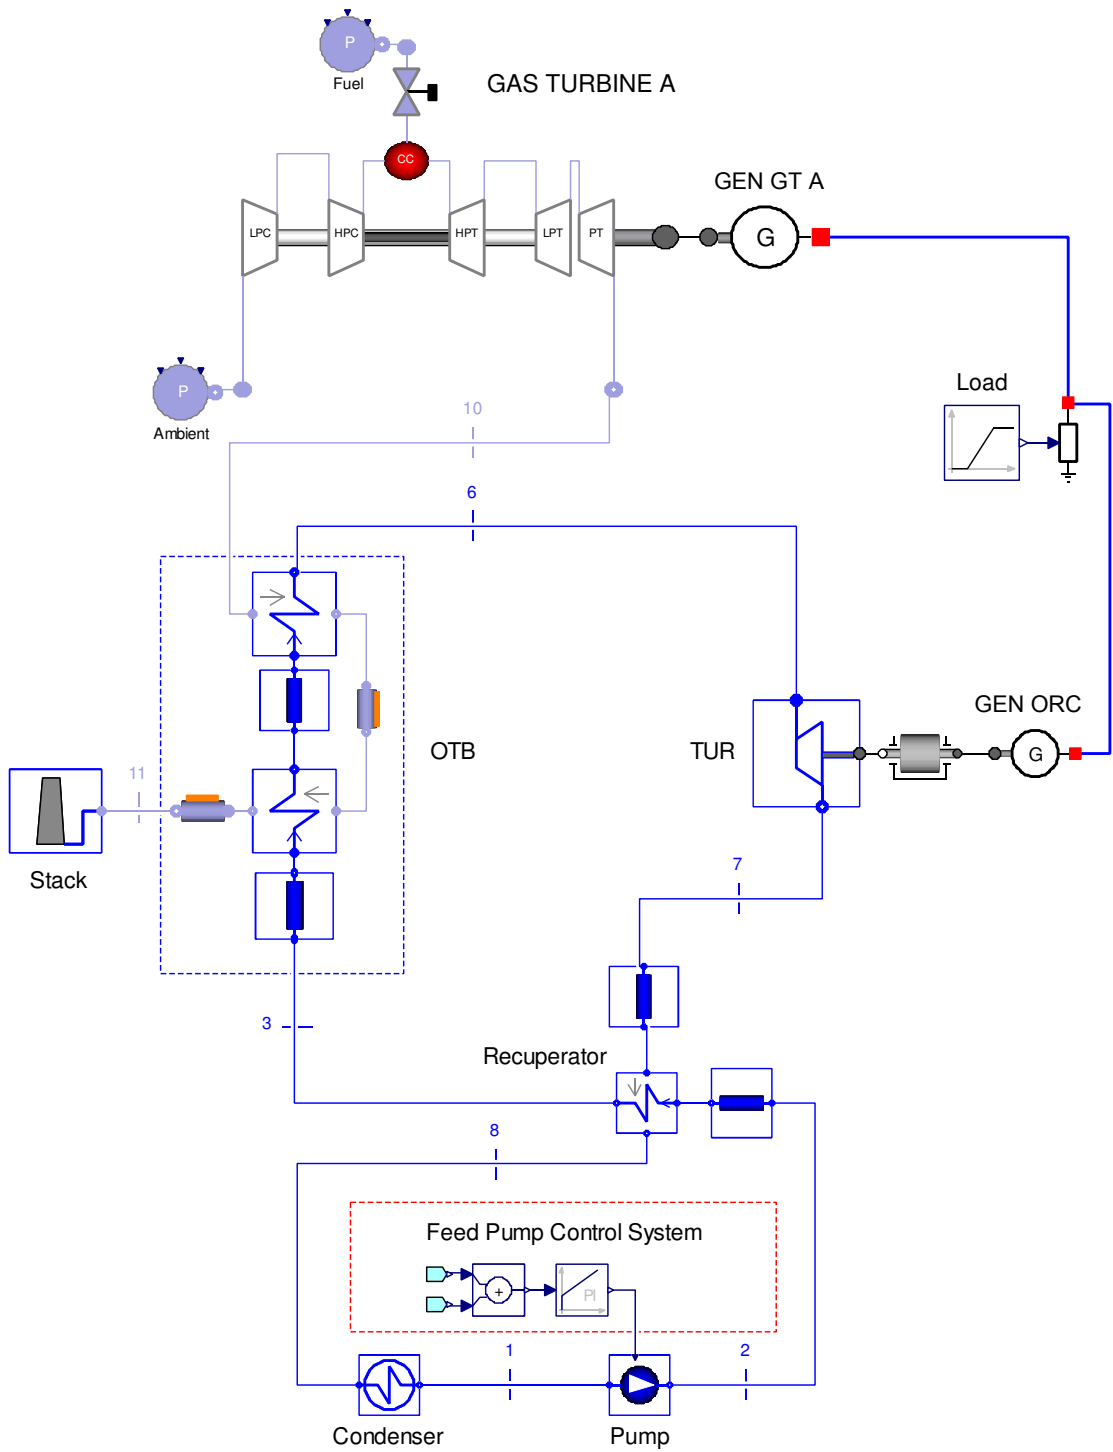 P
Fuel
GAS TURBINE A
CC
GEN GT A
LPC
HPC
HPT
LPT
PT
G
P
Ambient
Load
10
6
OTB
TUR
GEN ORC
G
11
Stack
7
3
Recuperator
8
Feed Pump Control System
+
PI
1
2
Condenser
Pump